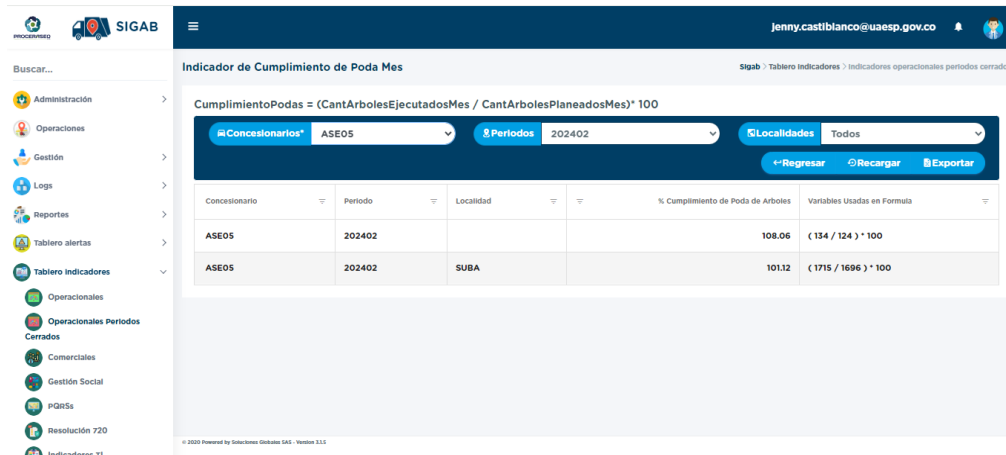 PROCERASEO
SIGAB
jenny.castiblanco@uaesp.gov.co
Buscar...
Indicador de Cumplimiento de Poda Mes
Sigab > Tablero Indicadores > Indicadores operacionales periodos cerrado
Administración
Operaciones
Gestión
Logs
Reportes
Tablero alertas
Tablero Indicadores
Operacionales
Operacionales Periodos
Cerrados
Comerciales
Gestión Social
PQRSs
Resolución 720
Indicadores TI
CumplimientoPodas = (CantArbolesEjecutadosMes / CantArbolesPlaneadosMes)* 100
Concesionarios* ASE05 Periodos 202402 Localidades Todos
Regresar Recargar Exportar
Concesionario Periodo Localidad % Cumplimiento de Poda de Arboles Variables Usadas en Formula
ASE05 202402 108.06 ( 134 / 124 ) * 100
ASE05 202402 SUBA 101.12 ( 1715 / 1696 ) * 100
© 2020 Powered by Soluciones Globales SAS - Version 3.1.5